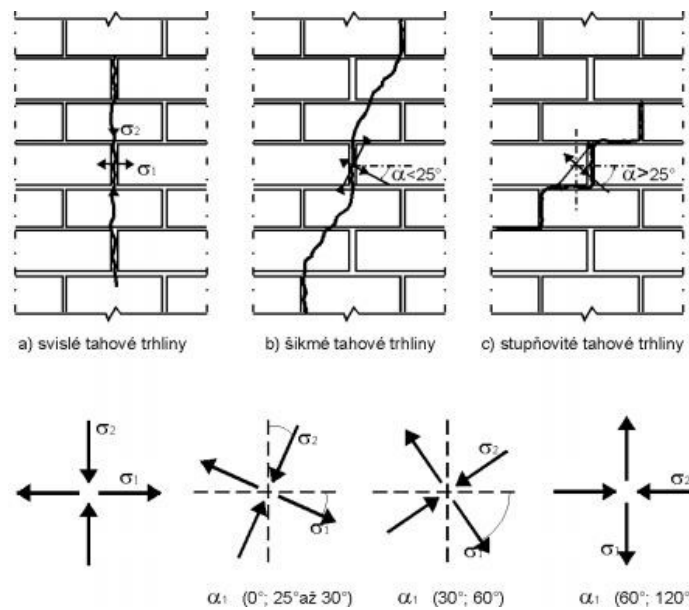 σ₂
σ₁
α<25°
α>25°
a) svislé tahové trhliny
b) šikmé tahové trhliny
c) stupňovité tahové trhliny
σ₂
σ₁
σ₂
σ₁
σ₂
σ₁
σ₂
σ₁
α₁ (0°; 25°až 30°)
α₁ (30°; 60°)
α₁ (60°; 120°